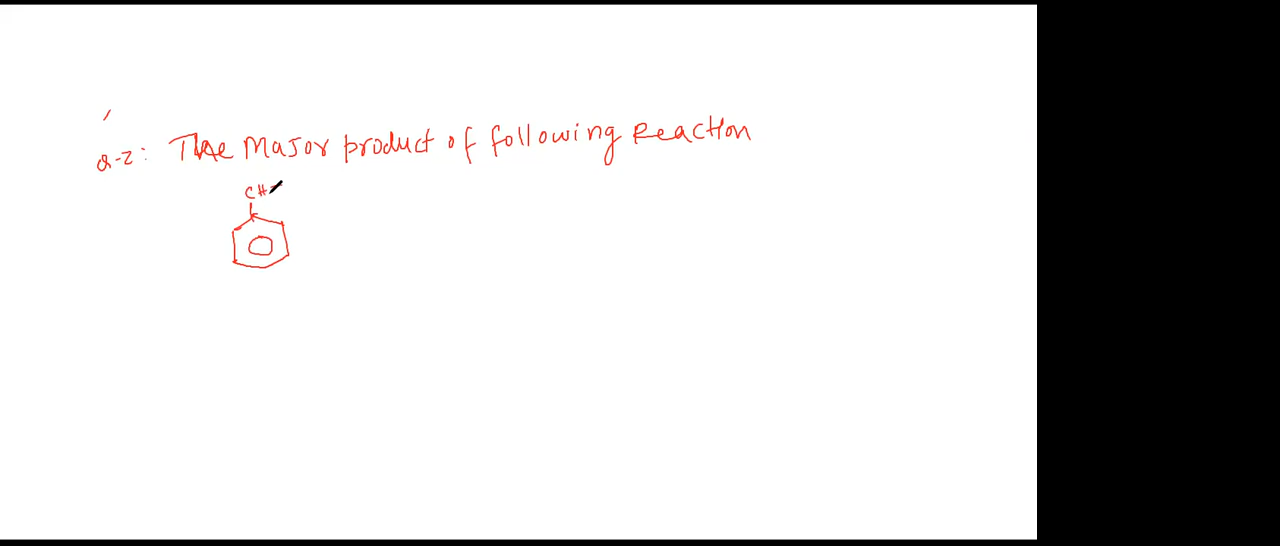 Q-2: The Major product of following Reaction
CH